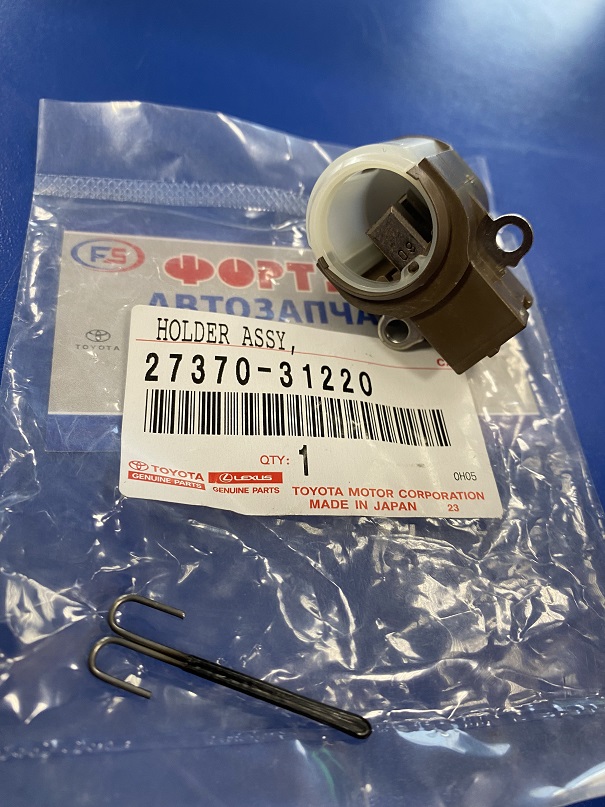 FS ФОРТ
АВТОЗАПЧА
TOYOTA
HOLDER ASSY,
27370-31220
QTY: 1
0H05
TOYOTA
GENUINE PARTS
LEXUS
GENUINE PARTS
TOYOTA MOTOR CORPORATION
MADE IN JAPAN 23